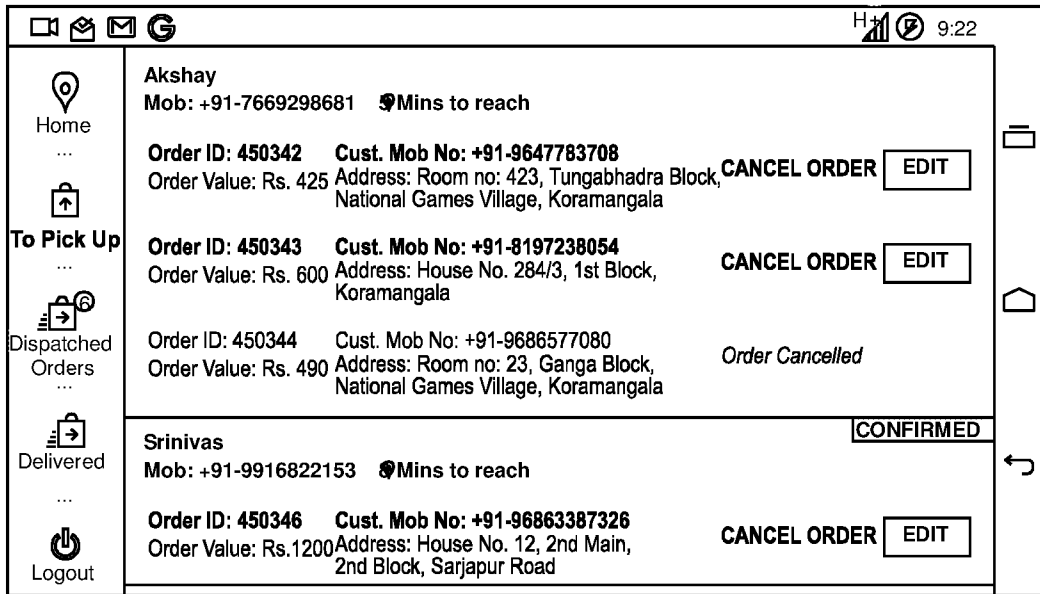 H+ 9:22
Home
...
To Pick Up
...
6
Dispatched
Orders
...
Delivered
...
Logout
Akshay
Mob: +91-7669298681 Mins to reach
Order ID: 450342 Cust. Mob No: +91-9647783708
Order Value: Rs. 425 Address: Room no: 423, Tungabhadra Block,
National Games Village, Koramangala
CANCEL ORDER EDIT
Order ID: 450343 Cust. Mob No: +91-8197238054
Order Value: Rs. 600 Address: House No. 284/3, 1st Block,
Koramangala
CANCEL ORDER EDIT
Order ID: 450344 Cust. Mob No: +91-9686577080
Order Value: Rs. 490 Address: Room no: 23, Ganga Block,
National Games Village, Koramangala
Order Cancelled
CONFIRMED
Srinivas
Mob: +91-9916822153 Mins to reach
Order ID: 450346 Cust. Mob No: +91-96863387326
Order Value: Rs.1200 Address: House No. 12, 2nd Main,
2nd Block, Sarjapur Road
CANCEL ORDER EDIT